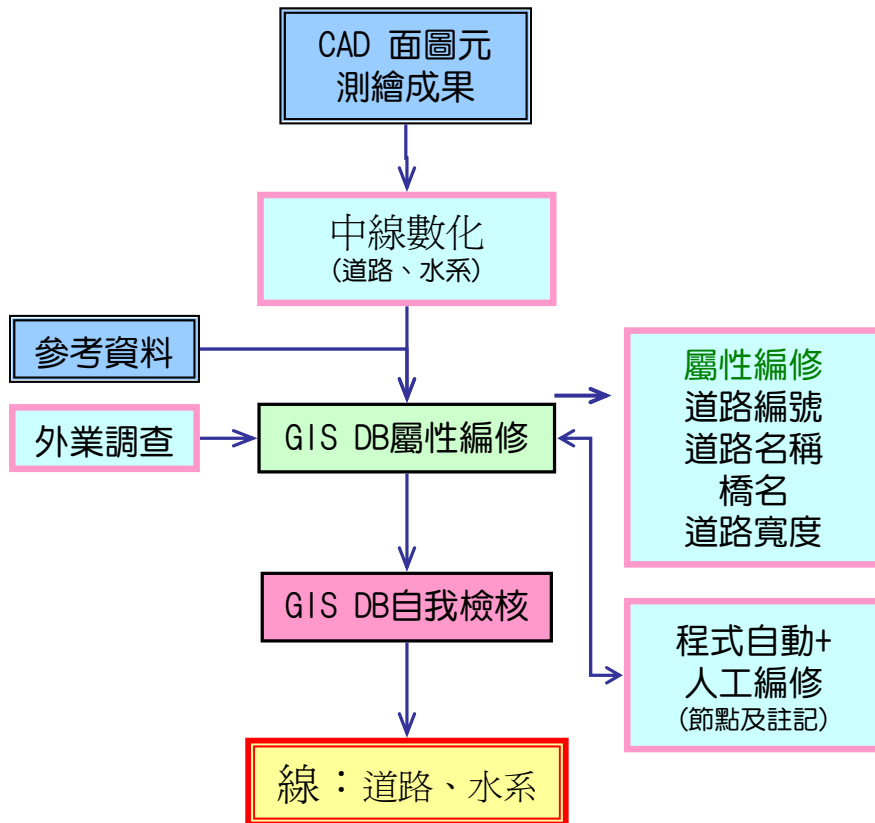 CAD 面圖元
測繪成果
中線數化
(道路、水系)
參考資料
屬性編修
道路編號
道路名稱
橋名
道路寬度
外業調查
GIS DB屬性編修
GIS DB自我檢核
程式自動+
人工編修
(節點及註記)
線：道路、水系